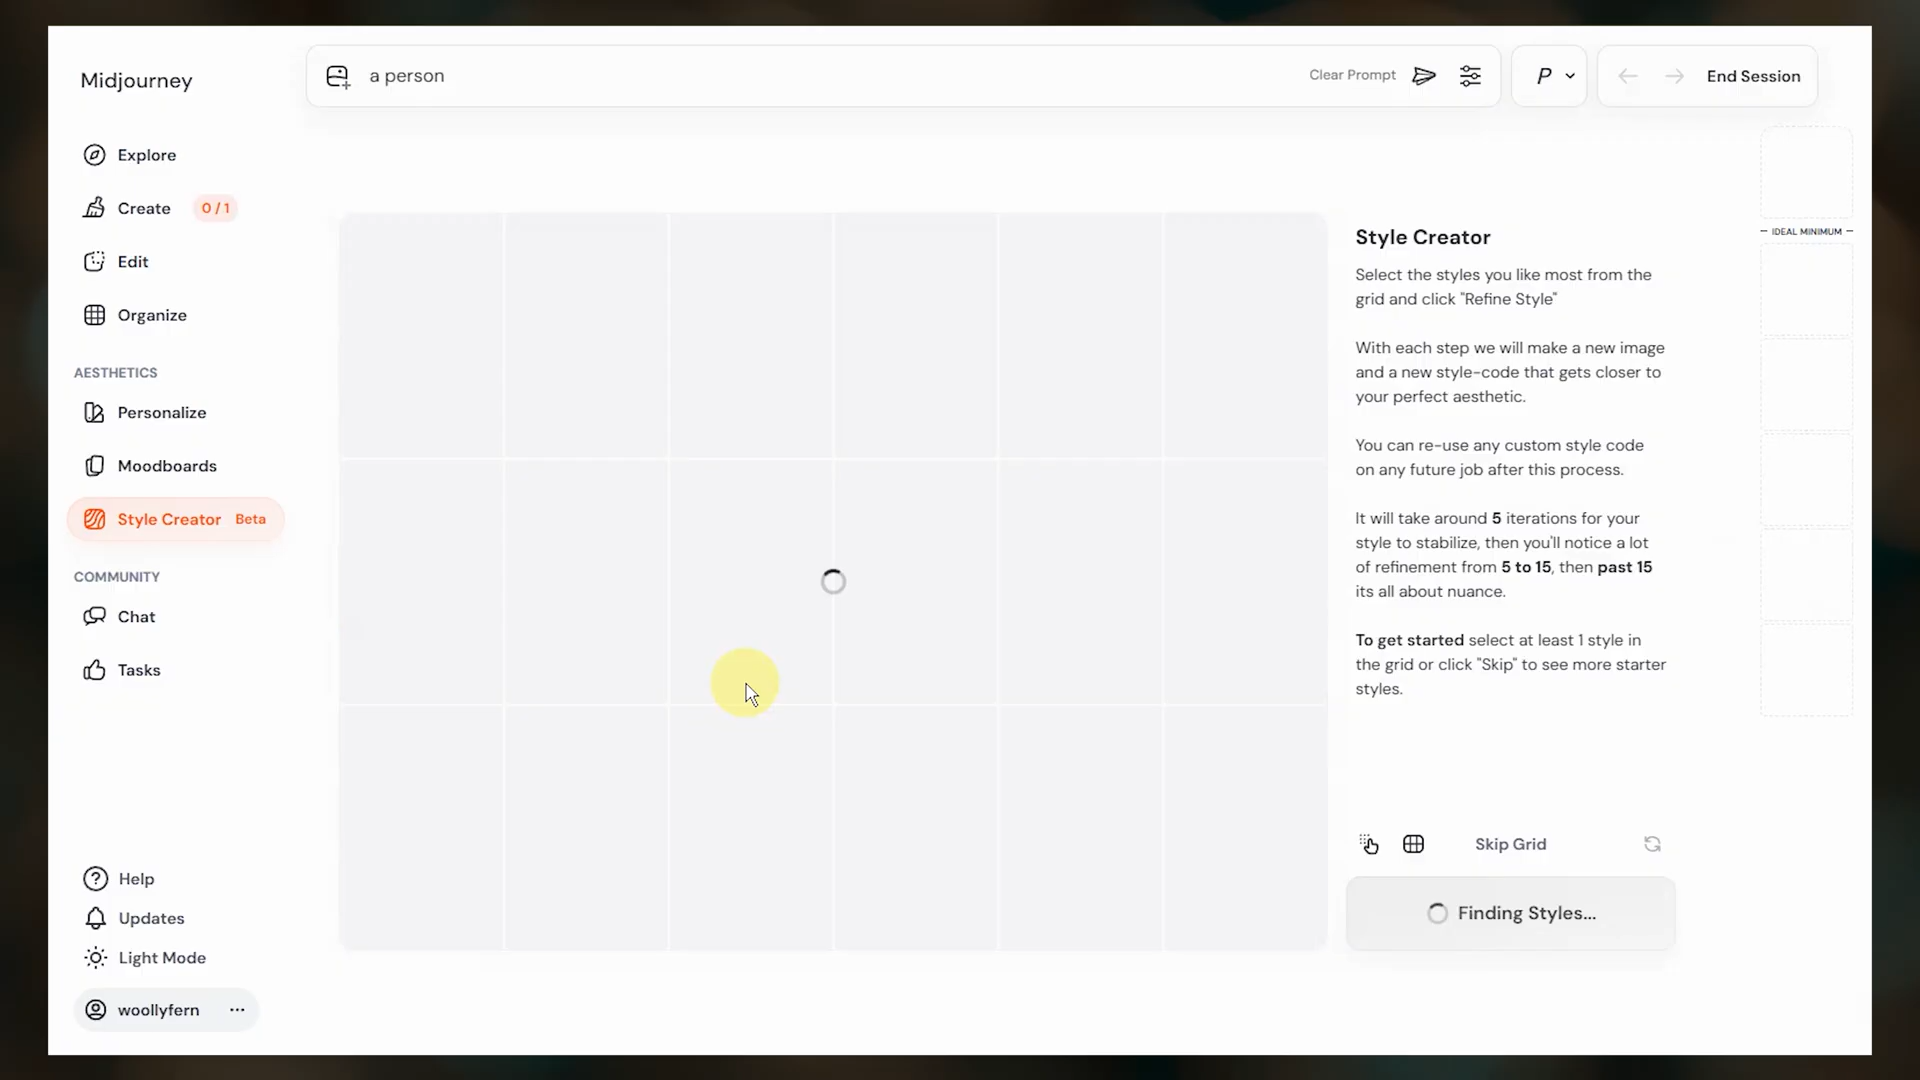 Midjourney
a person
Clear Prompt
P
End Session
Explore
Create 0 / 1
Edit
Organize
AESTHETICS
Personalize
Moodboards
Style Creator Beta
COMMUNITY
Chat
Tasks
Help
Updates
Light Mode
woollyfern ...
Style Creator
Select the styles you like most from the
grid and click "Refine Style"
With each step we will make a new image
and a new style-code that gets closer to
your perfect aesthetic.
You can re-use any custom style code
on any future job after this process.
It will take around 5 iterations for your
style to stabilize, then you'll notice a lot
of refinement from 5 to 15, then past 15
its all about nuance.
To get started select at least 1 style in
the grid or click "Skip" to see more starter
styles.
Skip Grid
Finding Styles...
IDEAL MINIMUM